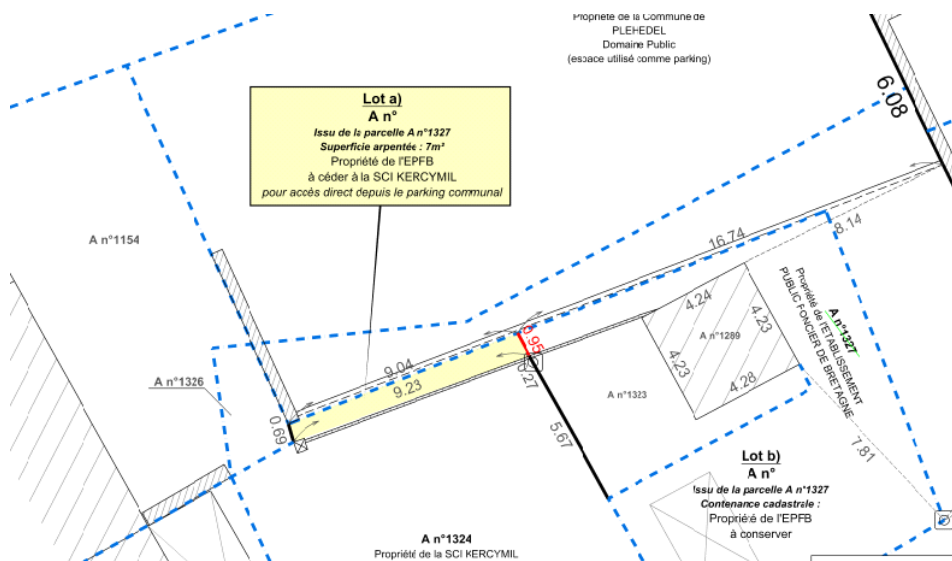 Propriété de la Commune de
PLEHEDEL
Domaine Public
(espace utilisé comme parking)
6.08
Lot a)
A n°
Issu de la parcelle A n°1327
Superficie arpentée : 7m²
Propriété de l'EPFB
à céder à la SCI KERCYMIL
pour accès direct depuis le parking communal
A n°1154
16.74
8.14
4.24
4.23
A n°1289
4.23
4.28
A n°1327
Propriété de l'ETABLISSEMENT
PUBLIC FONCIER DE BRETAGNE
0.95
9.04
9.23
6.27
A n°1326
A n°1323
0.69
5.67
7.81
Lot b)
A n°
Issu de la parcelle A n°1327
Contenance cadastrale :
Propriété de l'EPFB
à conserver
A n°1324
Propriété de la SCI KERCYMIL